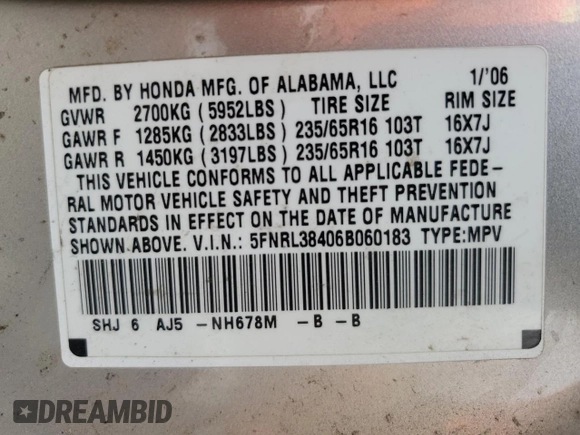 MFD. BY HONDA MFG. OF ALABAMA, LLC 1/'06
GVWR 2700KG (5952LBS) TIRE SIZE RIM SIZE
GAWR F 1285KG (2833LBS) 235/65R16 103T 16X7J
GAWR R 1450KG (3197LBS) 235/65R16 103T 16X7J
THIS VEHICLE CONFORMS TO ALL APPLICABLE FEDE-
RAL MOTOR VEHICLE SAFETY AND THEFT PREVENTION
STANDARDS IN EFFECT ON THE DATE OF MANUFACTURE
SHOWN ABOVE. V.I.N.: 5FNRL38406B060183 TYPE:MPV
SHJ 6 AJ5 -NH678M -B -B
DREAMBID